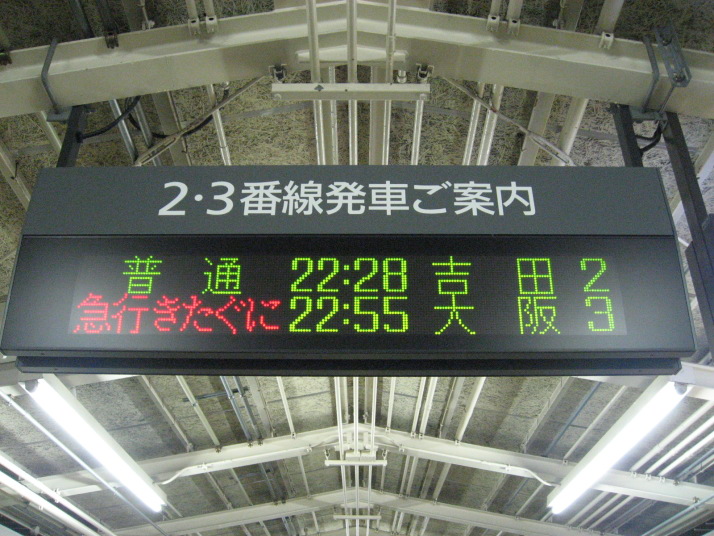 2・3番線発車ご案内
普通 22:28 吉田 2
急行きたぐに 22:55 大阪 3